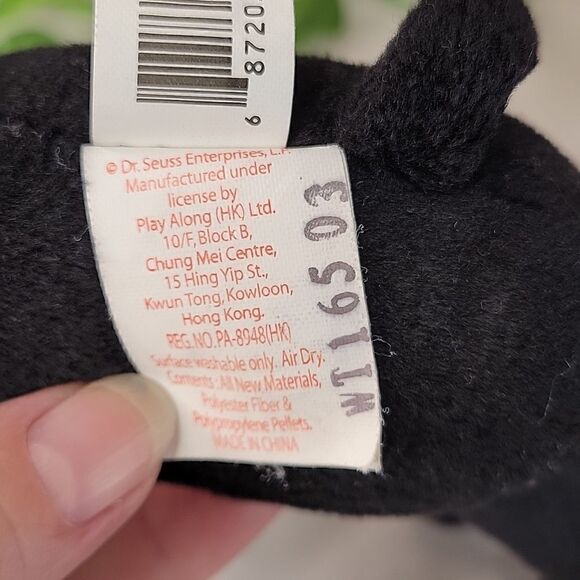 6 8720
© Dr. Seuss Enterprises, L.P.
Manufactured under
license by
Play Along (HK) Ltd.
10/F, Block B,
Chung Mei Centre,
15 Hing Yip St.,
Kwun Tong, Kowloon,
Hong Kong.
REG.NO.PA-8948(HK)
Surface washable only. Air Dry.
Contents: All New Materials,
Polyester Fiber &
Polypropylene Pellets.
MADE IN CHINA
WT165 03